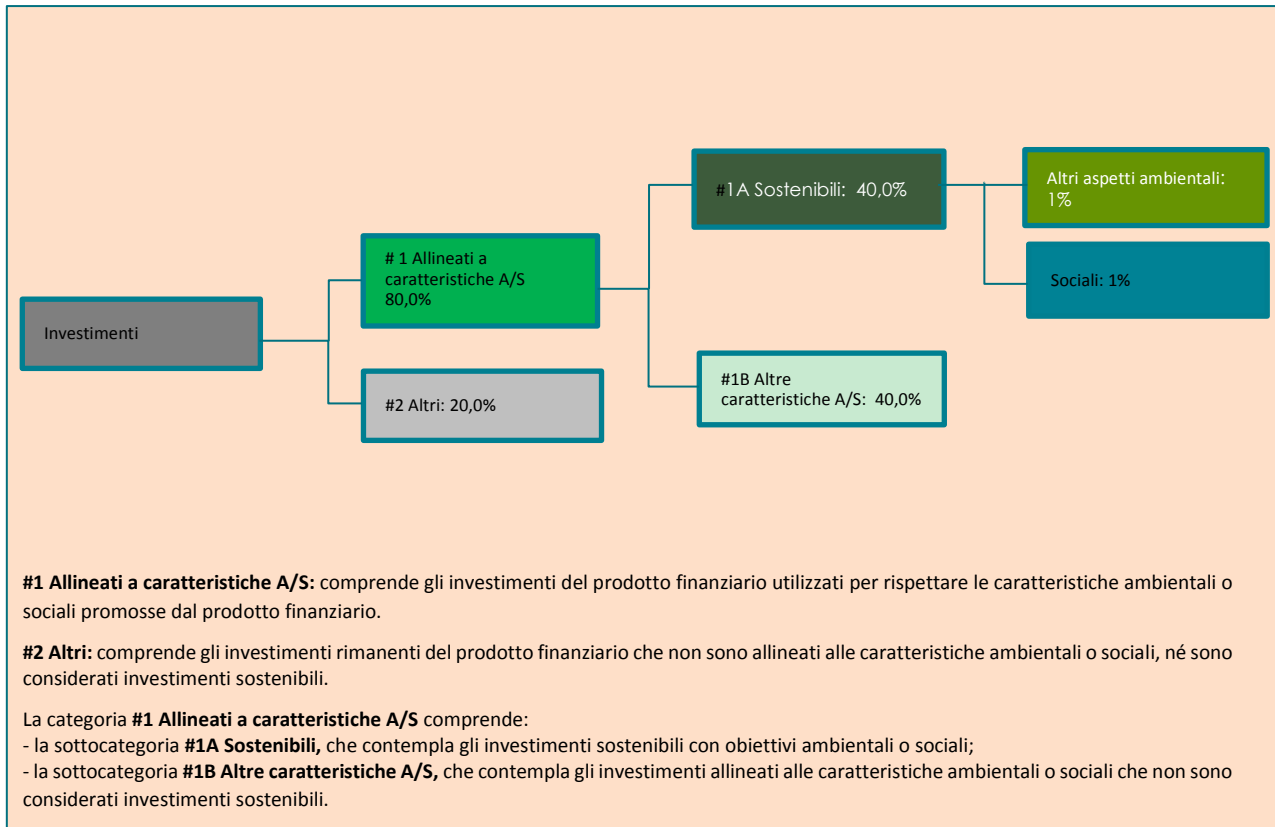 Investimenti
# 1 Allineati a
caratteristiche A/S
80,0%
#2 Altri: 20,0%
#1A Sostenibili: 40,0%
#1B Altre
caratteristiche A/S: 40,0%
Altri aspetti ambientali:
1%
Sociali: 1%
#1 Allineati a caratteristiche A/S: comprende gli investimenti del prodotto finanziario utilizzati per rispettare le caratteristiche ambientali o
sociali promosse dal prodotto finanziario.
#2 Altri: comprende gli investimenti rimanenti del prodotto finanziario che non sono allineati alle caratteristiche ambientali o sociali, né sono
considerati investimenti sostenibili.
La categoria #1 Allineati a caratteristiche A/S comprende:
- la sottocategoria #1A Sostenibili, che contempla gli investimenti sostenibili con obiettivi ambientali o sociali;
- la sottocategoria #1B Altre caratteristiche A/S, che contempla gli investimenti allineati alle caratteristiche ambientali o sociali che non sono
considerati investimenti sostenibili.